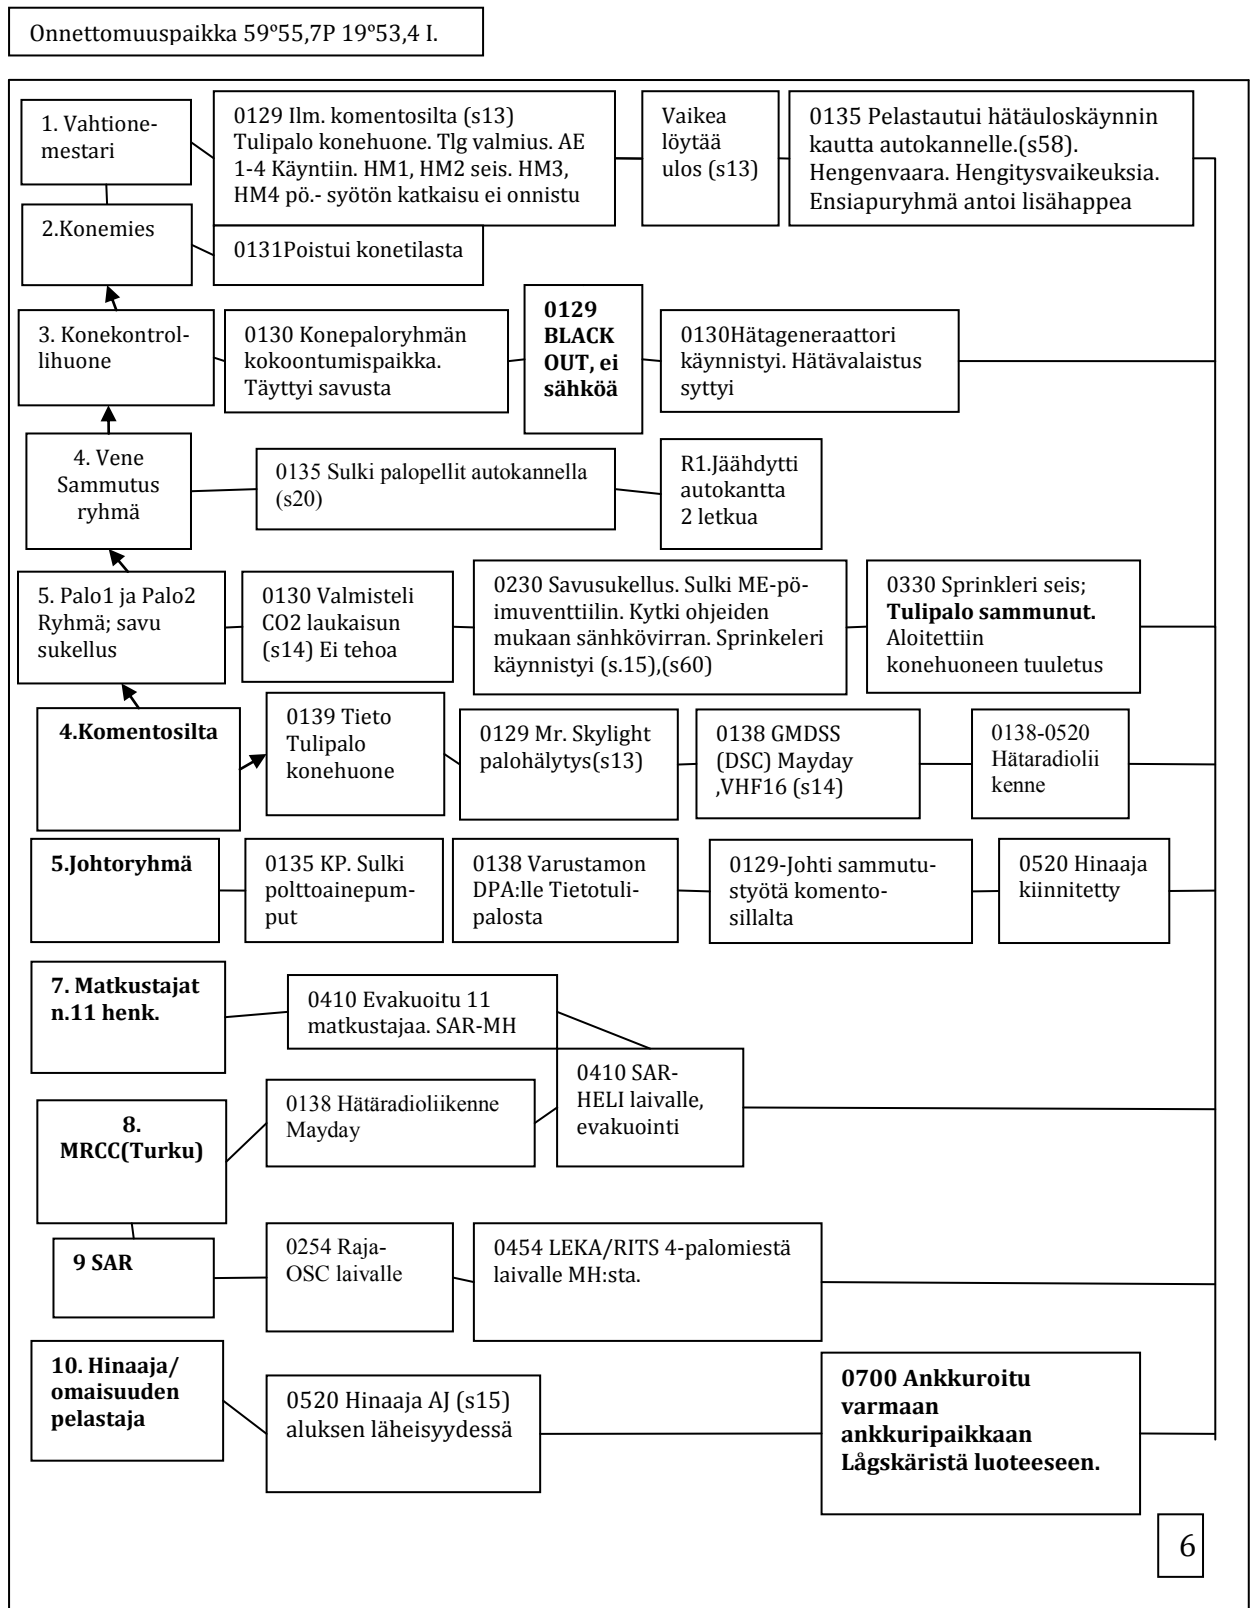 Onnettomuuspaikka 59°55,7P 19°53,4 I.
1. Vahtione-
mestari
0129 Ilm. komentosilta (s13)
Tulipalo konehuone. Tlg valmius. AE
1-4 Käyntiin. HM1, HM2 seis. HM3,
HM4 pö.- syötön katkaisu ei onnistu
Vaikea
löytää
ulos (s13)
0135 Pelastautui hätäuloskäynnin
kautta autokannelle.(s58).
Hengenvaara. Hengitysvaikeuksia.
Ensiapuryhmä antoi lisähappea
2.Konemies
0131Poistui konetilasta
3. Konekontrol-
lihuone
0130 Konepaloryhmän
kokoontumispaikka.
Täyttyi savusta
0129
BLACK
OUT, ei
sähköä
0130Hätageneraattori
käynnistyi. Hätävalaistus
syttyi
4. Vene
Sammutus
ryhmä
0135 Sulki palopellit autokannella
(s20)
R1.Jäähdytti
autokantta
2 letkua
5. Palo1 ja Palo2
Ryhmä; savu
sukellus
0130 Valmisteli
CO2 laukaisun
(s14) Ei tehoa
0230 Savusukellus. Sulki ME-pö-
imuventtiilin. Kytki ohjeiden
mukaan sänhkövirran. Sprinkeleri
käynnistyi (s.15),(s60)
0330 Sprinkleri seis;
Tulipalo sammunut.
Aloitettiin
konehuoneen tuuletus
4.Komentosilta
0139 Tieto
Tulipalo
konehuone
0129 Mr. Skylight
palohälytys(s13)
0138 GMDSS
(DSC) Mayday
,VHF16 (s14)
0138-0520
Hätaradiolii
kenne
5.Johtoryhmä
0135 KP. Sulki
polttoainepum-
put
0138 Varustamon
DPA:lle Tietotuli-
palosta
0129-Johti sammutu-
styötä komento-
sillalta
0520 Hinaaja
kiinnitetty
7. Matkustajat
n.11 henk.
0410 Evakuoitu 11
matkustajaa. SAR-MH
0410 SAR-
HELI laivalle,
evakuointi
8.
MRCC(Turku)
0138 Hätäradioliikenne
Mayday
9 SAR
0254 Raja-
OSC laivalle
0454 LEKA/RITS 4-palomiestä
laivalle MH:sta.
10. Hinaaja/
omaisuuden
pelastaja
0520 Hinaaja AJ (s15)
aluksen läheisyydessä
0700 Ankkuroitu
varmaan
ankkuripaikkaan
Lågskäristä luoteeseen.
6